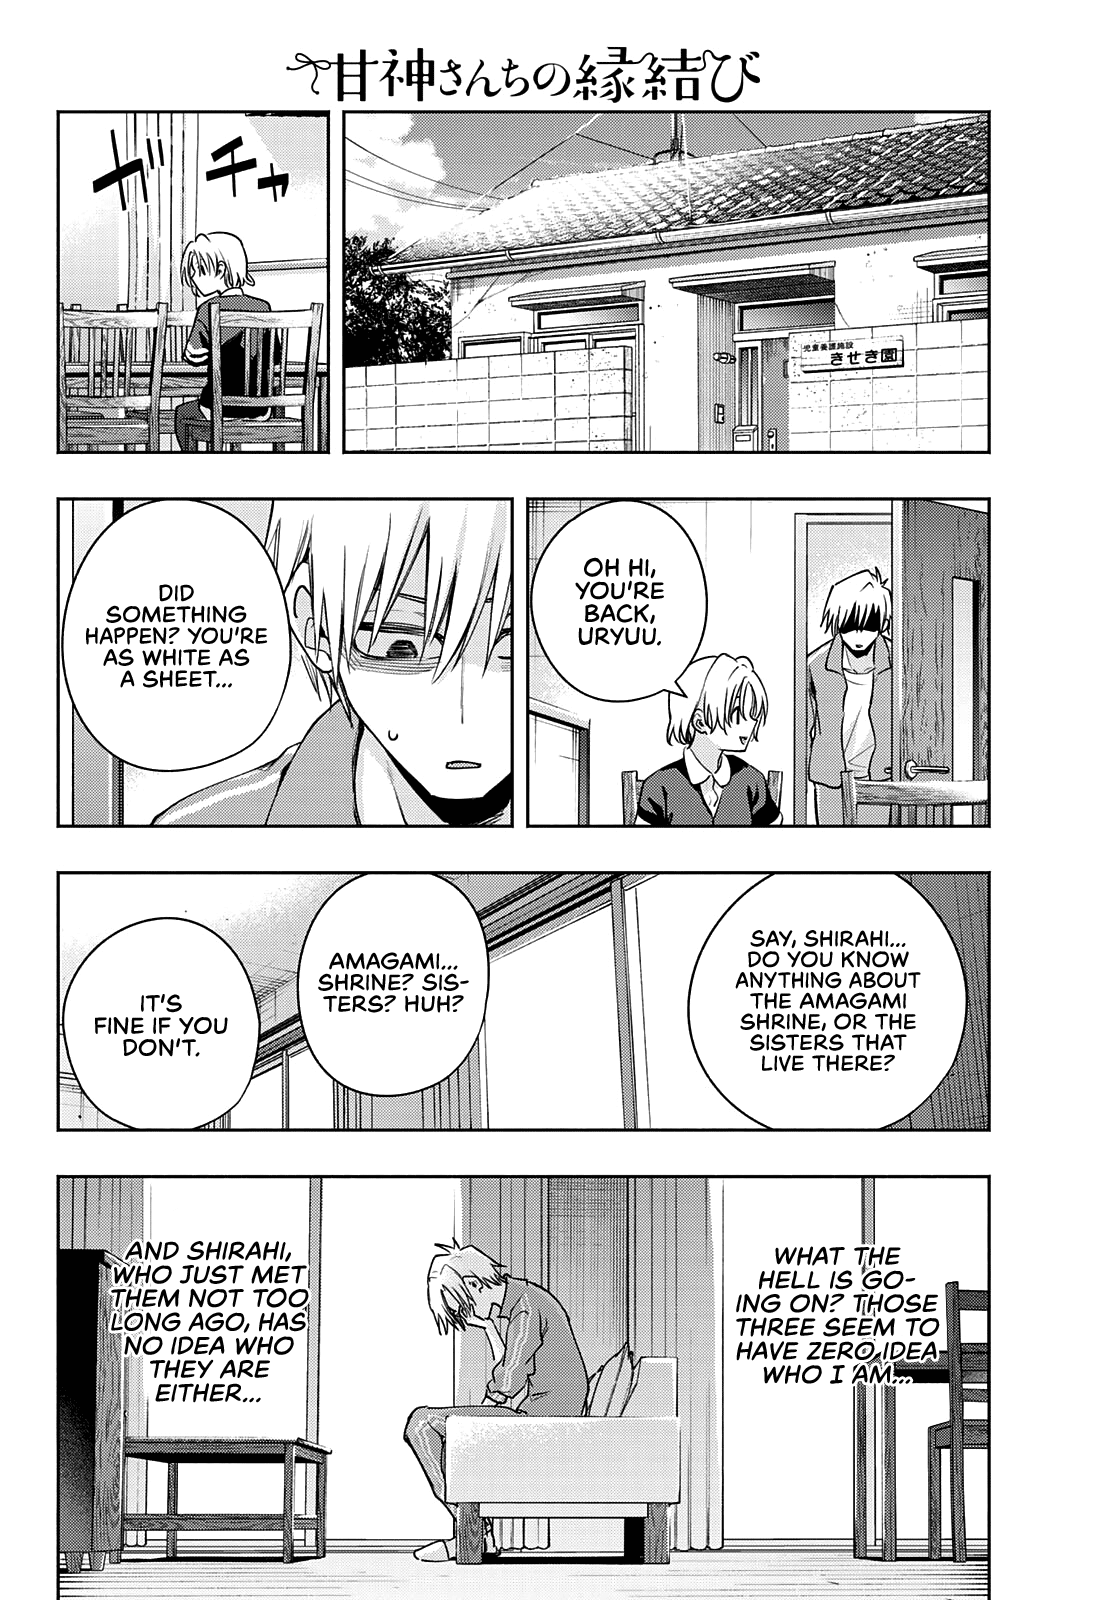 甘神さんちの縁結び
児童養護施設
きせき園
ガチャ
OH HI,
YOU'RE
BACK,
URYUU.
DID
SOMETHING
HAPPEN? YOU'RE
AS WHITE AS
A SHEET...
SAY, SHIRAHI...
DO YOU KNOW
ANYTHING ABOUT
THE AMAGAMI
SHRINE, OR THE
SISTERS THAT
LIVE THERE?
AMAGAMI...
SHRINE? SIS-
TERS? HUH?
IT'S
FINE IF YOU
DON'T.
WHAT THE
HELL IS GO-
ING ON? THOSE
THREE SEEM TO
HAVE ZERO IDEA
WHO I AM...
AND SHIRAHI,
WHO JUST MET
THEM NOT TOO
LONG AGO, HAS
NO IDEA WHO
THEY ARE
EITHER...